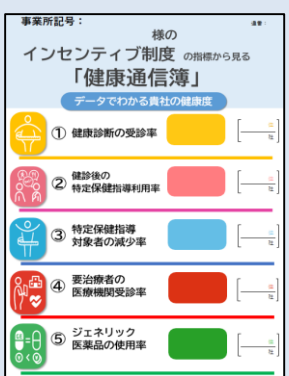 事業所記号：
様の
インセンティブ制度 の指標から見る
「健康通信簿」
データでわかる貴社の健康度
① 健康診断の受診率
② 健診後の
特定保健指導利用率
③ 特定保健指導
対象者の減少率
④ 要治療者の
医療機関受診率
⑤ ジェネリック
医薬品の使用率